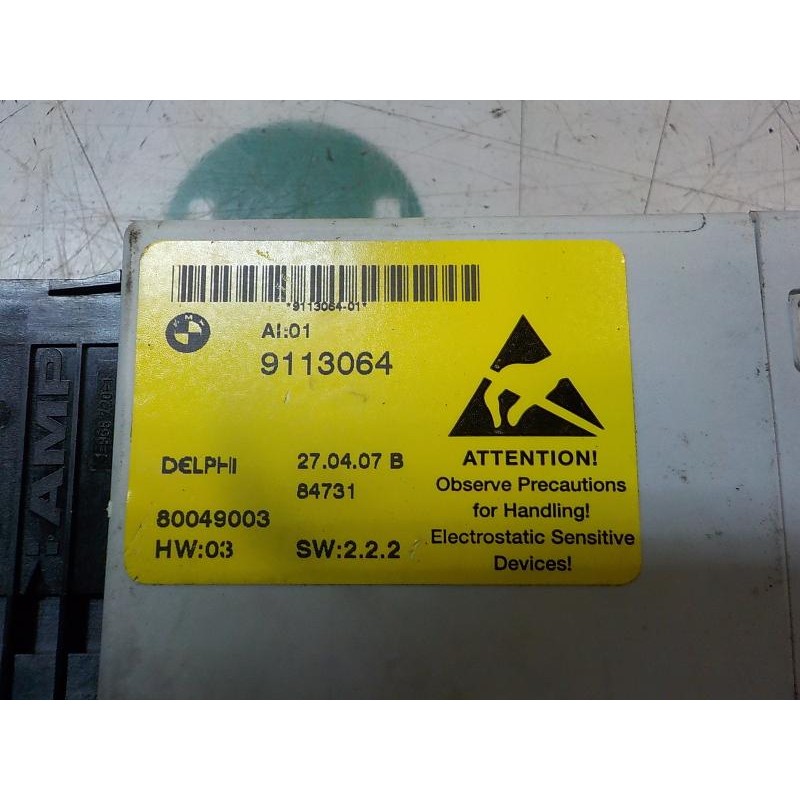 *9113064-01*
BMW
AI:01
9113064
DELPHI
27.04.07 B
84731
80049003
HW:03
SW:2.2.2
ATTENTION!
Observe Precautions
for Handling!
Electrostatic Sensitive
Devices!
AMP